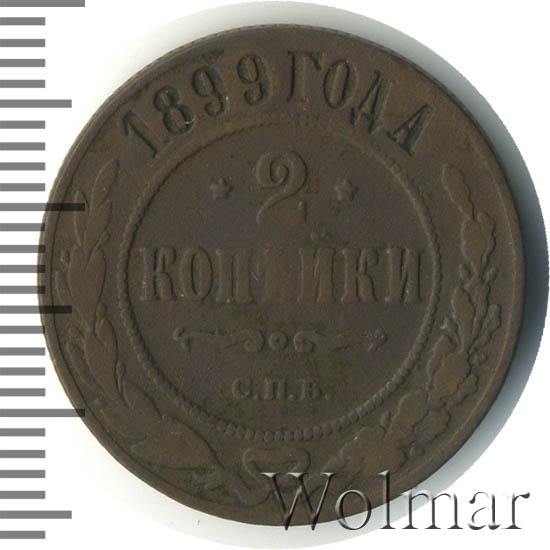 1899 ГОДА
2
КОПѢЙКИ
С.П.Б.
Wolmar